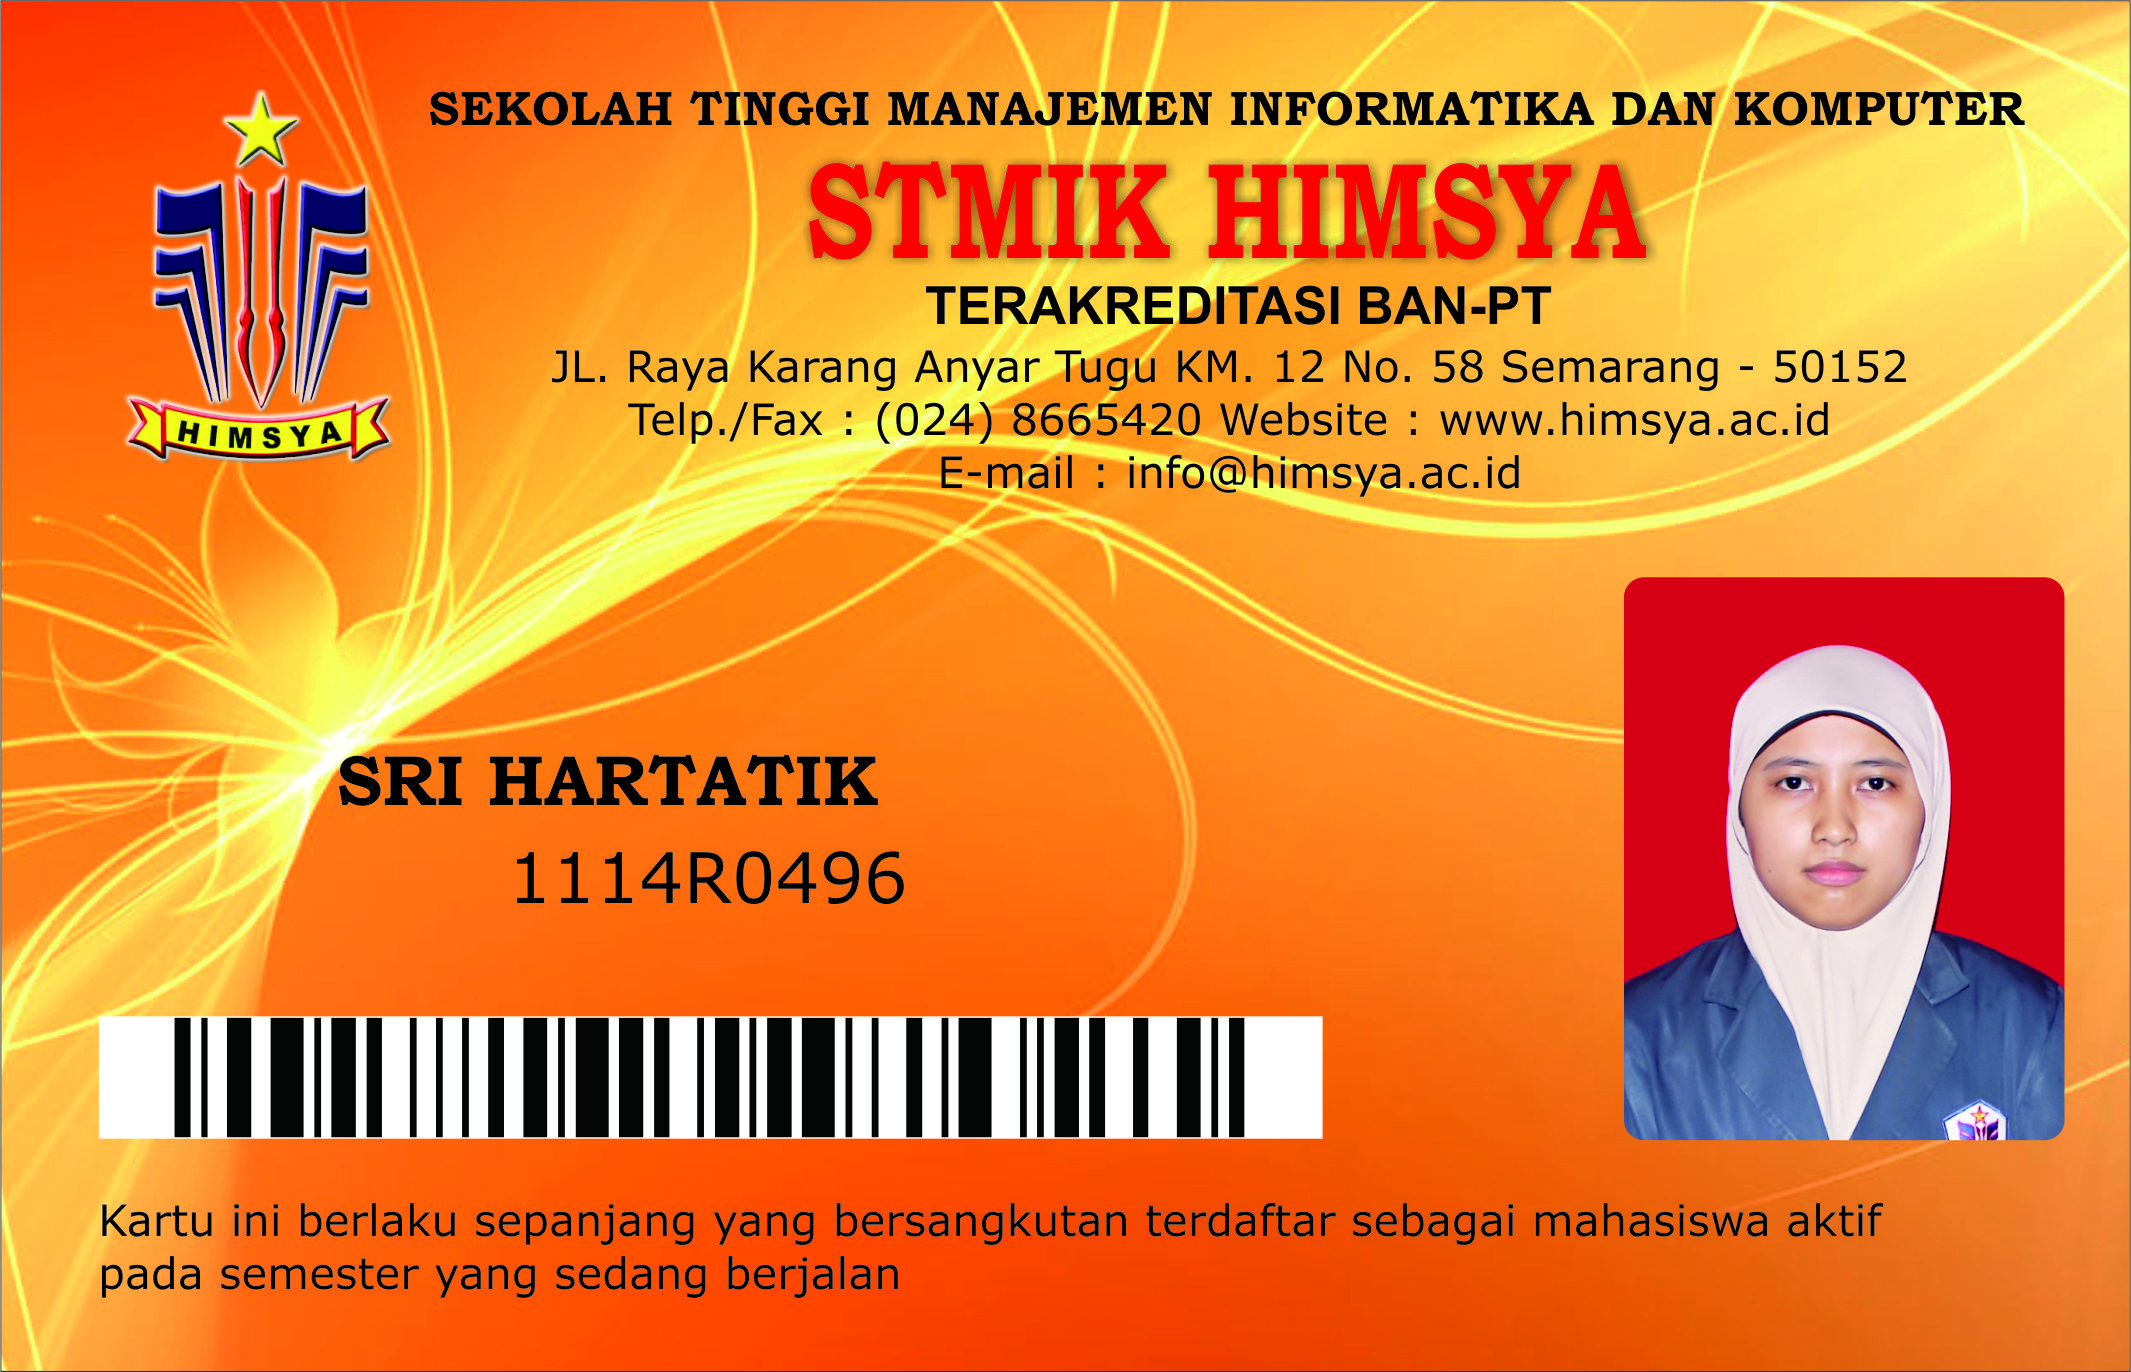 SEKOLAH TINGGI MANAJEMEN INFORMATIKA DAN KOMPUTER
STMIK HIMSYA
TERAKREDITASI BAN-PT
JL. Raya Karang Anyar Tugu KM. 12 No. 58 Semarang - 50152
Telp./Fax : (024) 8665420 Website : www.himsya.ac.id
E-mail : info@himsya.ac.id
HIMSYA
SRI HARTATIK
1114R0496
Kartu ini berlaku sepanjang yang bersangkutan terdaftar sebagai mahasiswa aktif
pada semester yang sedang berjalan